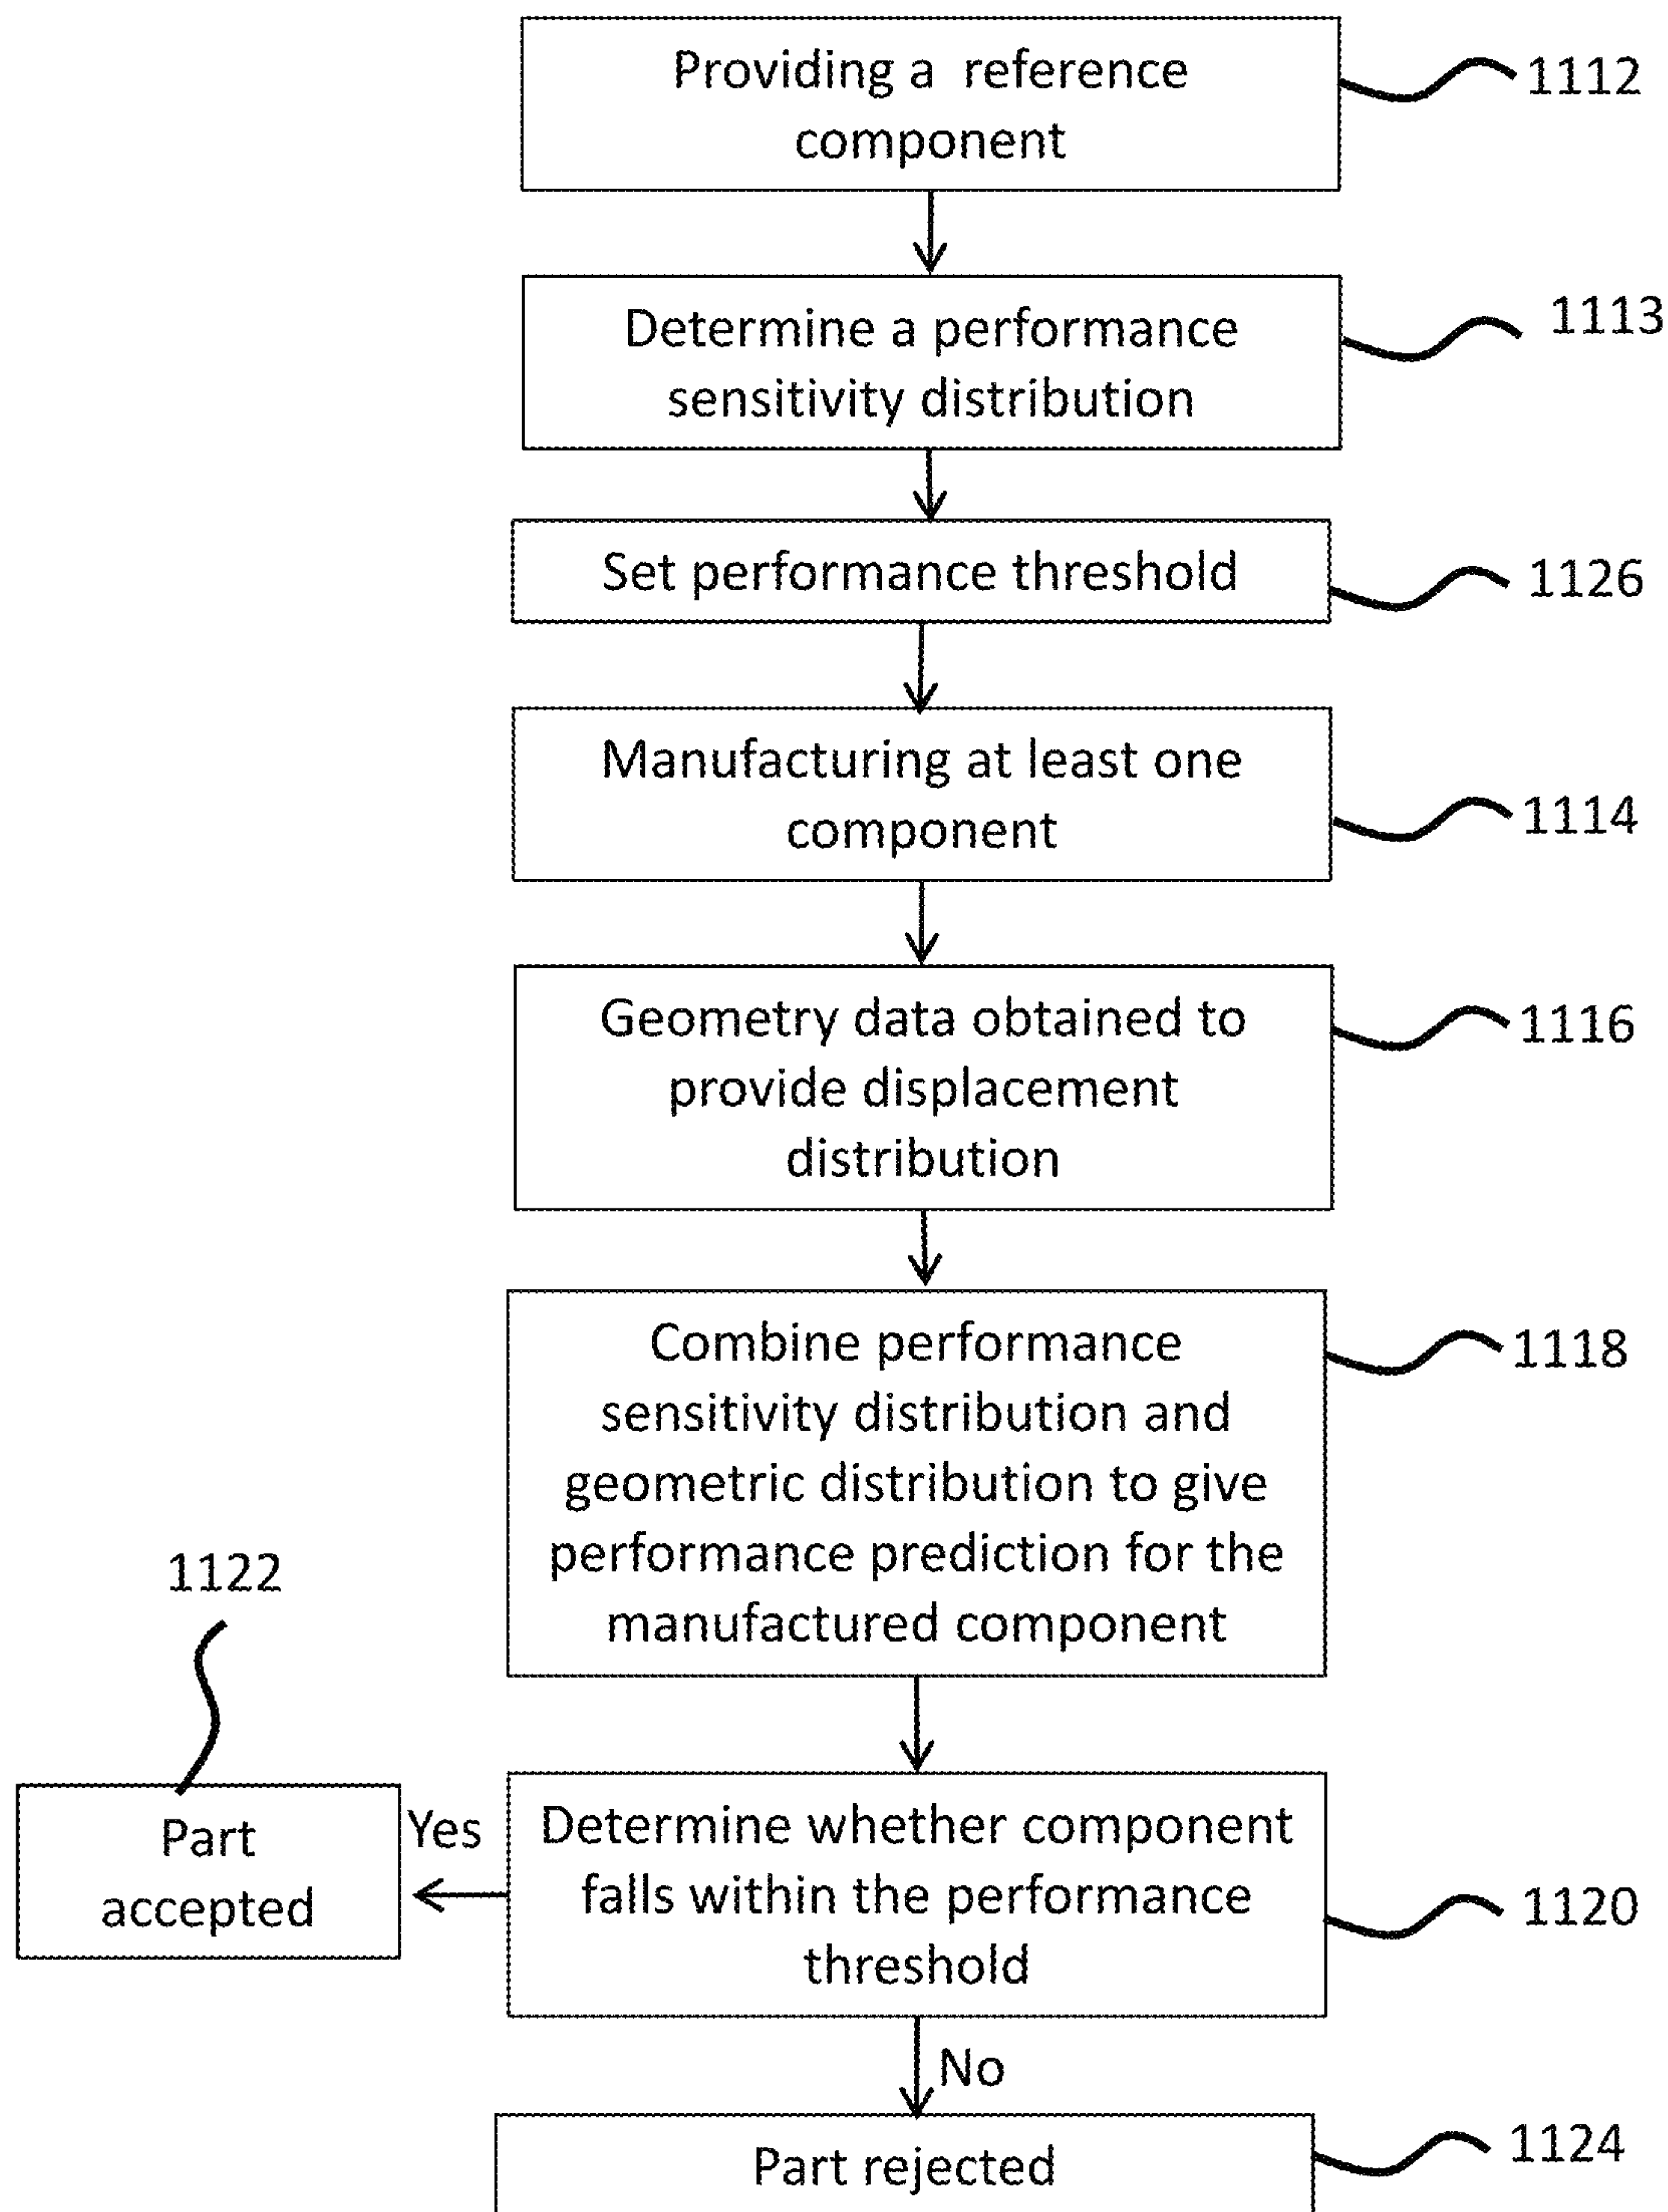 Providing a reference
component
1112
Determine a performance
sensitivity distribution
1113
Set performance threshold
1126
Manufacturing at least one
component
1114
Geometry data obtained to
provide displacement
distribution
1116
Combine performance
sensitivity distribution and
geometric distribution to give
performance prediction for the
manufactured component
1118
1122
Part
accepted
Yes
Determine whether component
falls within the performance
threshold
1120
No
Part rejected
1124